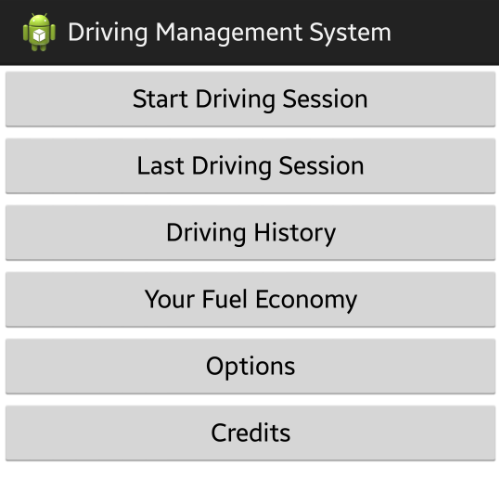 Driving Management System
Start Driving Session
Last Driving Session
Driving History
Your Fuel Economy
Options
Credits